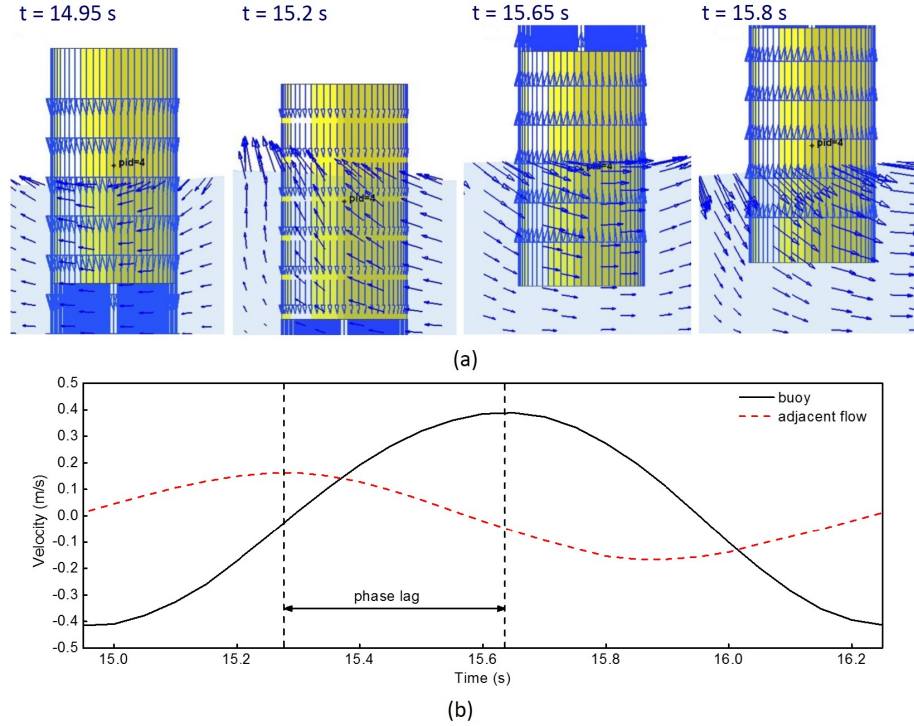 t = 14.95 s
t = 15.2 s
t = 15.65 s
t = 15.8 s
pid=4
pid=4
pid=4
pid=4
(a)
0.5
0.4
0.3
0.2
0.1
0.0
-0.1
-0.2
-0.3
-0.4
-0.5
Velocity (m/s)
buoy
adjacent flow
phase lag
15.0
15.2
15.4
15.6
15.8
16.0
16.2
Time (s)
(b)